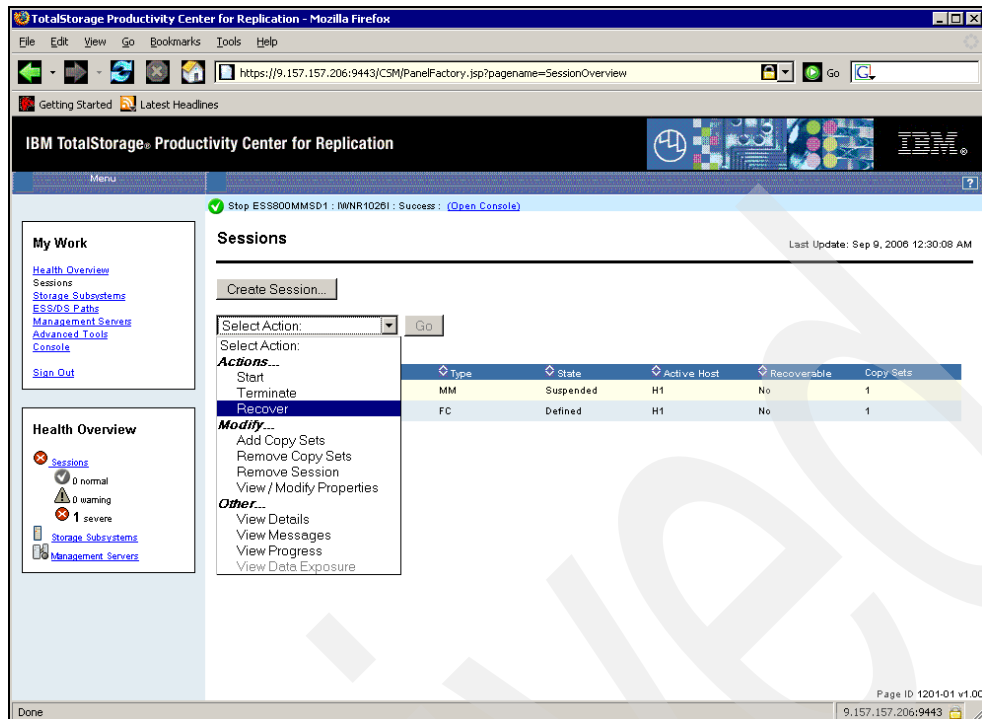 TotalStorage Productivity Center for Replication - Mozilla Firefox
File Edit View Go Bookmarks Tools Help
https://9.157.157.206:9443/CSM/PanelFactory.jsp?pagename=SessionOverview
Go
Getting Started Latest Headlines
IBM TotalStorage® Productivity Center for Replication
IBM®
Menu
?
Stop ESS800MMSD1 : IWNR1026I : Success : (Open Console)
My Work
Health Overview
Sessions
Storage Subsystems
ESS/DS Paths
Management Servers
Advanced Tools
Console
Sign Out
Health Overview
Sessions
0 normal
0 warning
1 severe
Storage Subsystems
Management Servers
Sessions
Last Update: Sep 9, 2006 12:30:08 AM
Create Session...
Select Action: Go
Select Action:
Actions...
Start
Terminate
Recover
Modify...
Add Copy Sets
Remove Copy Sets
Remove Session
View / Modify Properties
Other...
View Details
View Messages
View Progress
View Data Exposure
Type State Active Host Recoverable Copy Sets
MM Suspended H1 No 1
FC Defined H1 No 1
Page ID 1201-01 v1.00
Done
9.157.157.206:9443